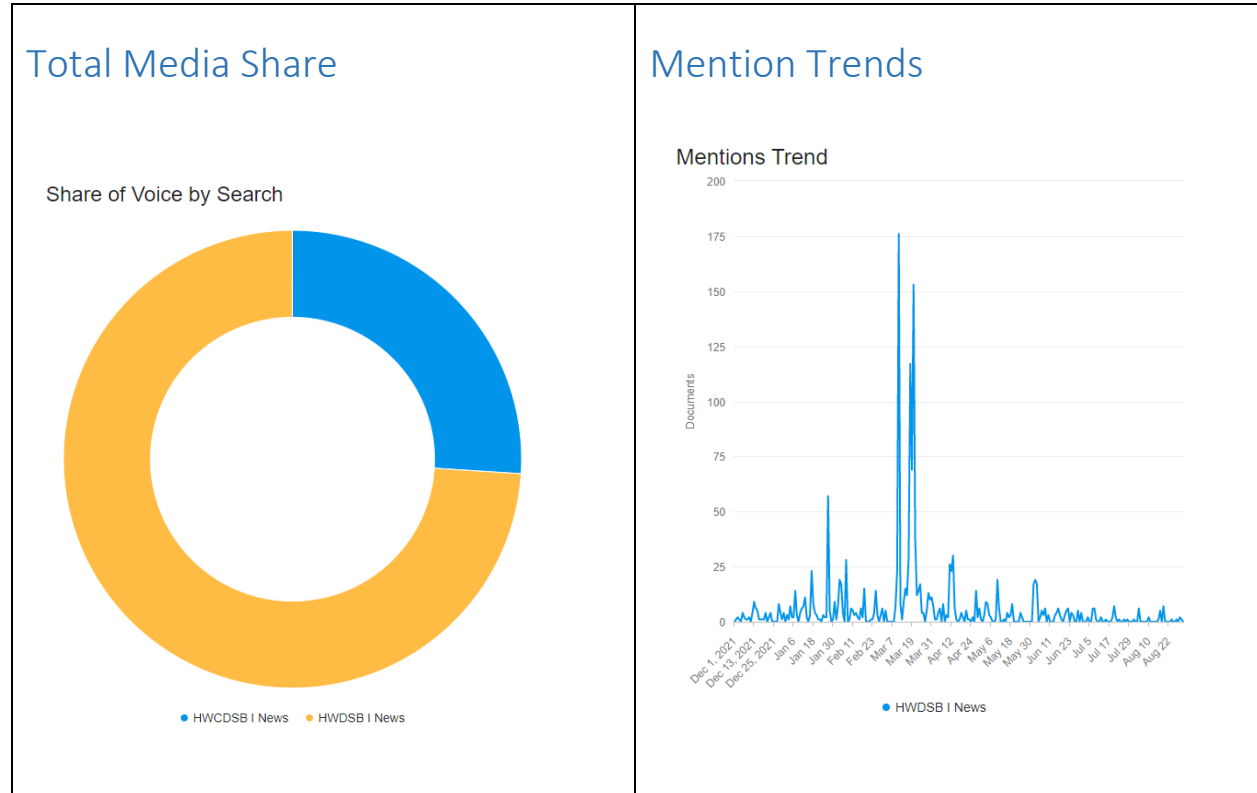 Total Media Share
Share of Voice by Search
HWCDSB I News
HWDSB I News
Mention Trends
Mentions Trend
200
175
150
125
100
75
50
25
0
Documents
Dec 1, 2021
Dec 13, 2021
Dec 25, 2021
Jan 6
Jan 18
Jan 30
Feb 11
Feb 23
Mar 7
Mar 19
Mar 31
Apr 12
Apr 24
May 6
May 18
May 30
Jun 11
Jun 23
Jul 5
Jul 17
Jul 29
Aug 10
Aug 22
HWDSB I News